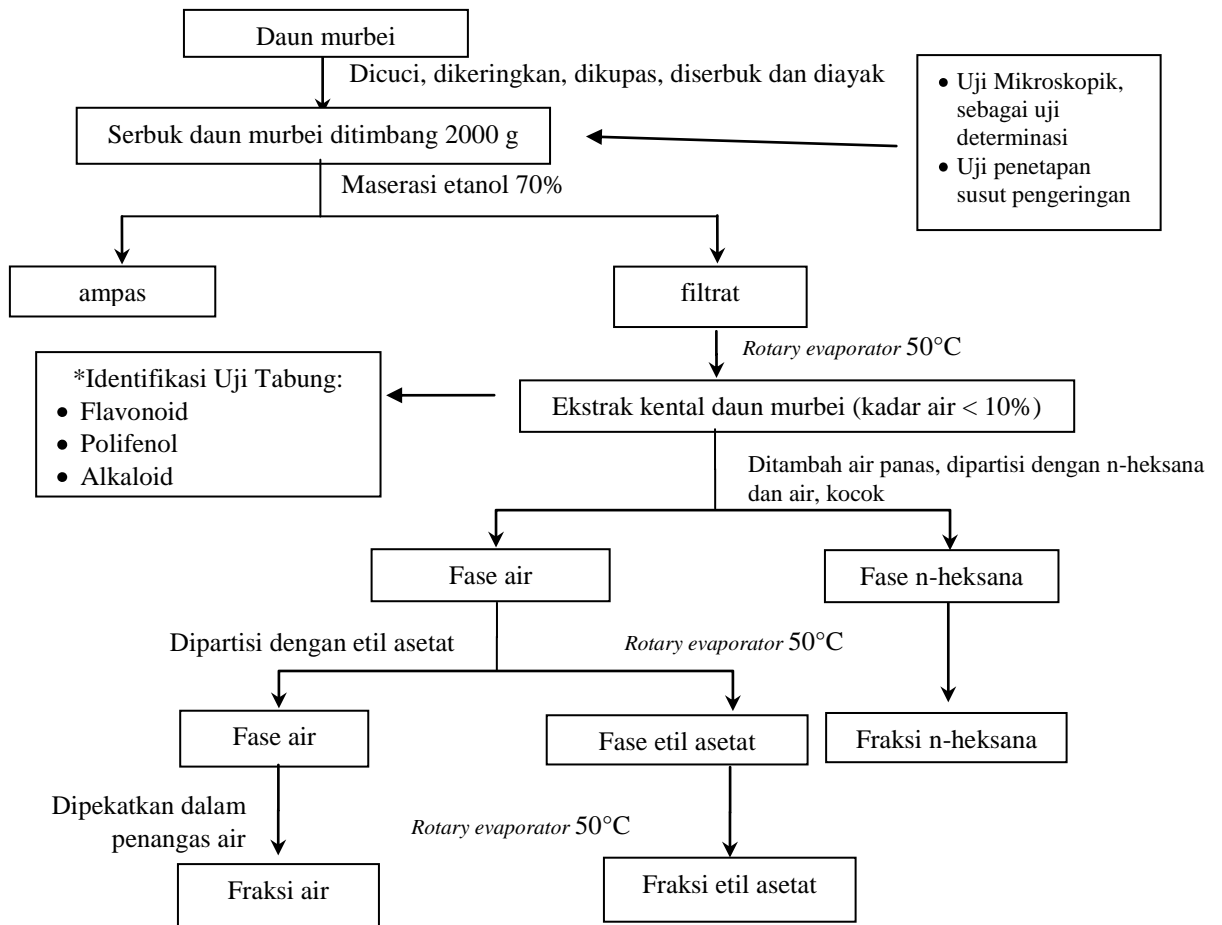 Daun murbei
Dicuci, dikeringkan, dikupas, diserbuk dan diayak
• Uji Mikroskopik,
sebagai uji
determinasi
• Uji penetapan
susut pengeringan
Serbuk daun murbei ditimbang 2000 g
Maserasi etanol 70%
ampas
filtrat
Rotary evaporator 50°C
*Identifikasi Uji Tabung:
• Flavonoid
• Polifenol
• Alkaloid
Ekstrak kental daun murbei (kadar air < 10%)
Ditambah air panas, dipartisi dengan n-heksana
dan air, kocok
Fase air
Fase n-heksana
Dipartisi dengan etil asetat
Rotary evaporator 50°C
Fase air
Fase etil asetat
Fraksi n-heksana
Dipekatkan dalam
penangas air
Rotary evaporator 50°C
Fraksi air
Fraksi etil asetat